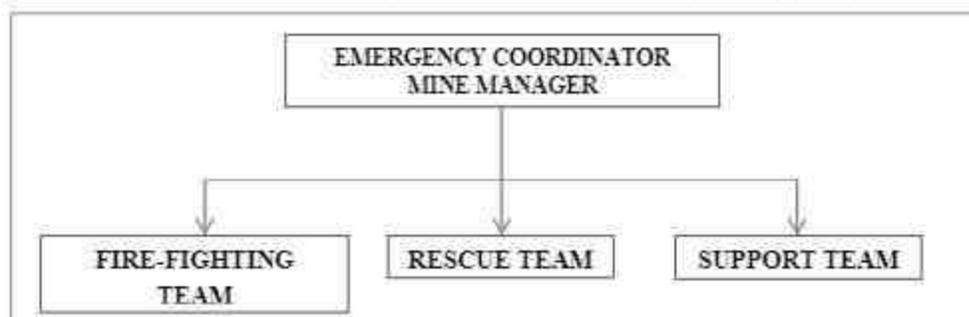 EMERGENCY COORDINATOR
MINE MANAGER
FIRE-FIGHTING
TEAM
RESCUE TEAM
SUPPORT TEAM